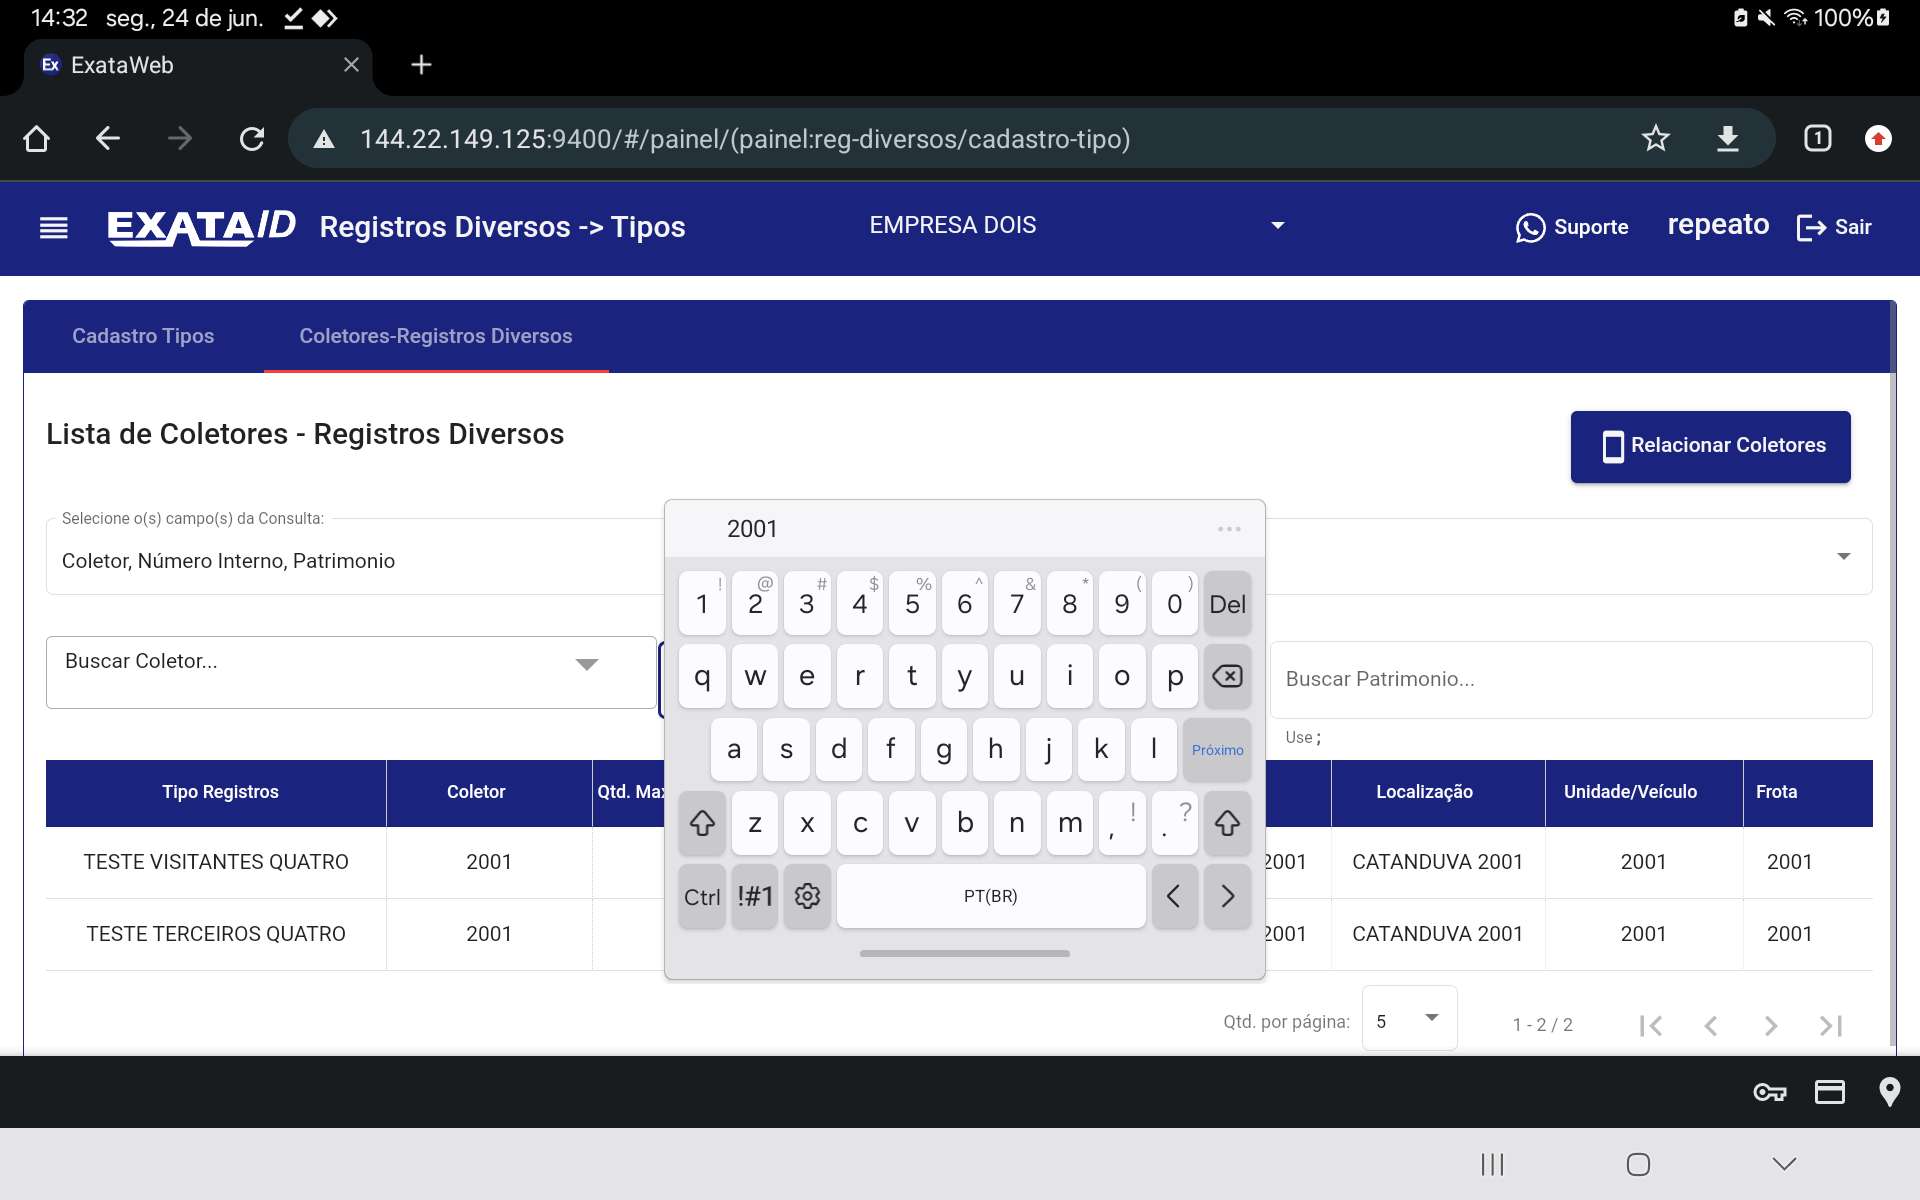 14:32 seg., 24 de jun. 100%
Ex ExataWeb
144.22.149.125:9400/#/painel/(painel:reg-diversos/cadastro-tipo) 1
EXATA/ID Registros Diversos -> Tipos EMPRESA DOIS Suporte repeato Sair
Cadastro Tipos Coletores-Registros Diversos
Lista de Coletores - Registros Diversos
Relacionar Coletores
Selecione o(s) campo(s) da Consulta:
Coletor, Número Interno, Patrimonio
2001
! @ # $ % ^ & * ( )
1 2 3 4 5 6 7 8 9 0 Del
q w e r t y u i o p
a s d f g h j k l Próximo
z x c v b n m , ! . ?
Ctrl !#1 PT(BR)
Buscar Coletor...
Buscar Patrimonio...
Use ;
Tipo Registros Coletor Qtd. Max Localização Unidade/Veículo Frota
TESTE VISITANTES QUATRO 2001 2001 CATANDUVA 2001 2001 2001
TESTE TERCEIROS QUATRO 2001 2001 CATANDUVA 2001 2001 2001
Qtd. por página: 5 1 - 2 / 2